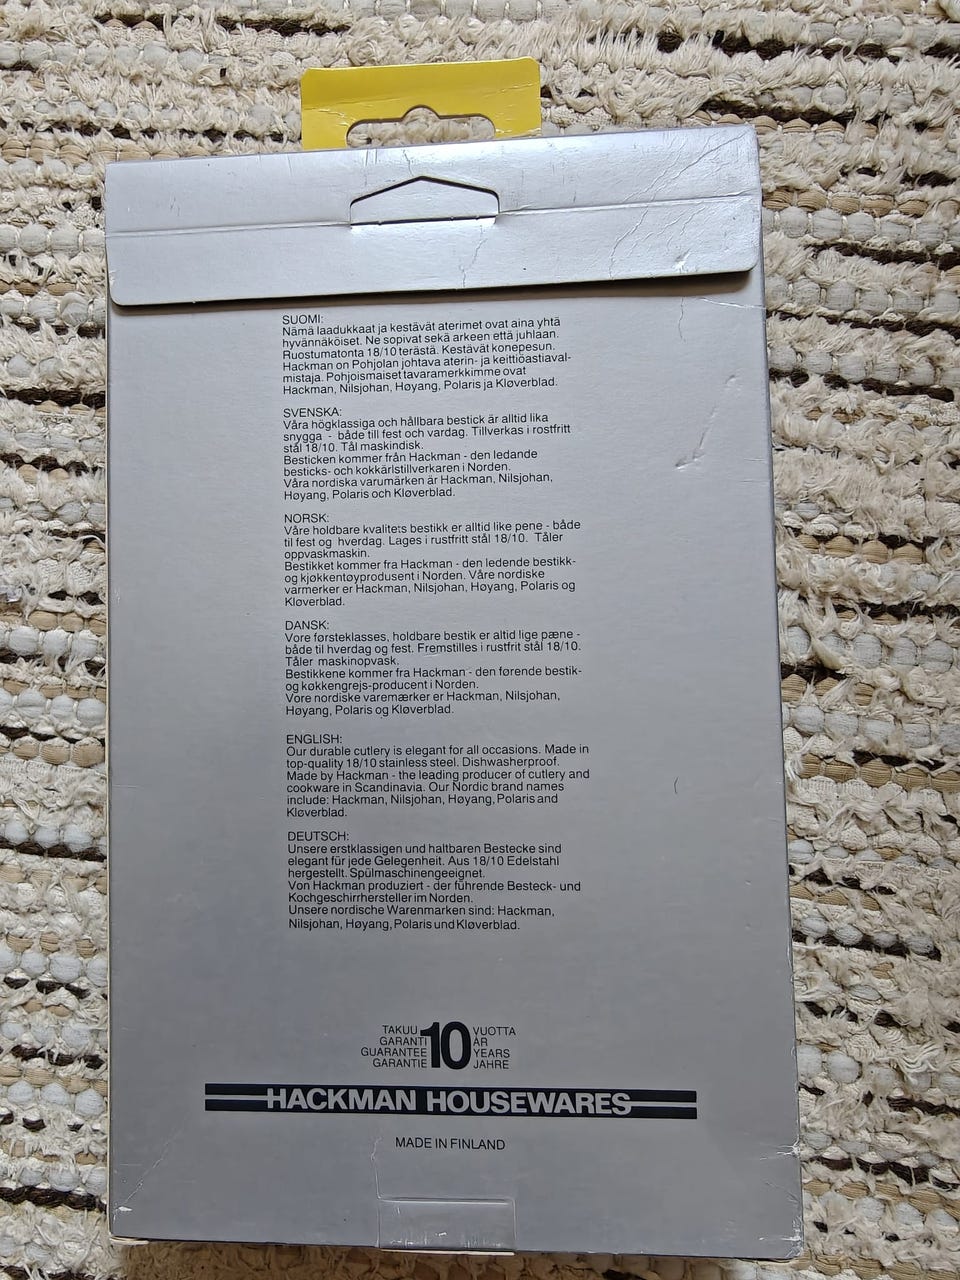 SUOMI:
Nämä laadukkaat ja kestävät aterimet ovat aina yhtä
hyvännäköiset. Ne sopivat sekä arkeen että juhlaan.
Ruostumatonta 18/10 terästä. Kestävät konepesun.
Hackman on Pohjolan johtava aterin- ja keittiöastiaval-
mistaja. Pohjoismaiset tavaramerkkimme ovat
Hackman, Nilsjohan, Høyang, Polaris ja Kløverblad.
SVENSKA:
Våra högklassiga och hållbara bestick är alltid lika
snygga - både till fest och vardag. Tillverkas i rostfritt
stål 18/10. Tål maskindisk.
Besticken kommer från Hackman - den ledande
besticks- och kokkärlstillverkaren i Norden.
Våra nordiska varumärken är Hackman, Nilsjohan,
Høyang, Polaris och Kløverblad.
NORSK:
Våre holdbare kvalitets bestikk er alltid like pene - både
til fest og hverdag. Lages i rustfritt stål 18/10. Tåler
oppvaskmaskin.
Bestikket kommer fra Hackman - den ledende bestikk-
og kjøkkentøyprodusent i Norden. Våre nordiske
varmerker er Hackman, Nilsjohan, Høyang, Polaris og
Kløverblad.
DANSK:
Vore førsteklasses, holdbare bestik er altid lige pæne -
både til hverdag og fest. Fremstilles i rustfrit stål 18/10.
Tåler maskinopvask.
Bestikkene kommer fra Hackman - den førende bestik-
og køkkengrejs-producent i Norden.
Vore nordiske varemærker er Hackman, Nilsjohan,
Høyang, Polaris og Kløverblad.
ENGLISH:
Our durable cutlery is elegant for all occasions. Made in
top-quality 18/10 stainless steel. Dishwasherproof.
Made by Hackman - the leading producer of cutlery and
cookware in Scandinavia. Our Nordic brand names
include: Hackman, Nilsjohan, Høyang, Polaris and
Kløverblad.
DEUTSCH:
Unsere erstklassigen und haltbaren Bestecke sind
elegant für jede Gelegenheit. Aus 18/10 Edelstahl
hergestellt. Spülmaschinengeeignet.
Von Hackman produziert - der führende Besteck- und
Kochgeschirrhersteller im Norden.
Unsere nordische Warenmarken sind: Hackman,
Nilsjohan, Høyang, Polaris und Kløverblad.
TAKUU 10 VUOTTA
GARANTI ÅR
GUARANTEE YEARS
GARANTIE JAHRE
HACKMAN HOUSEWARES
MADE IN FINLAND